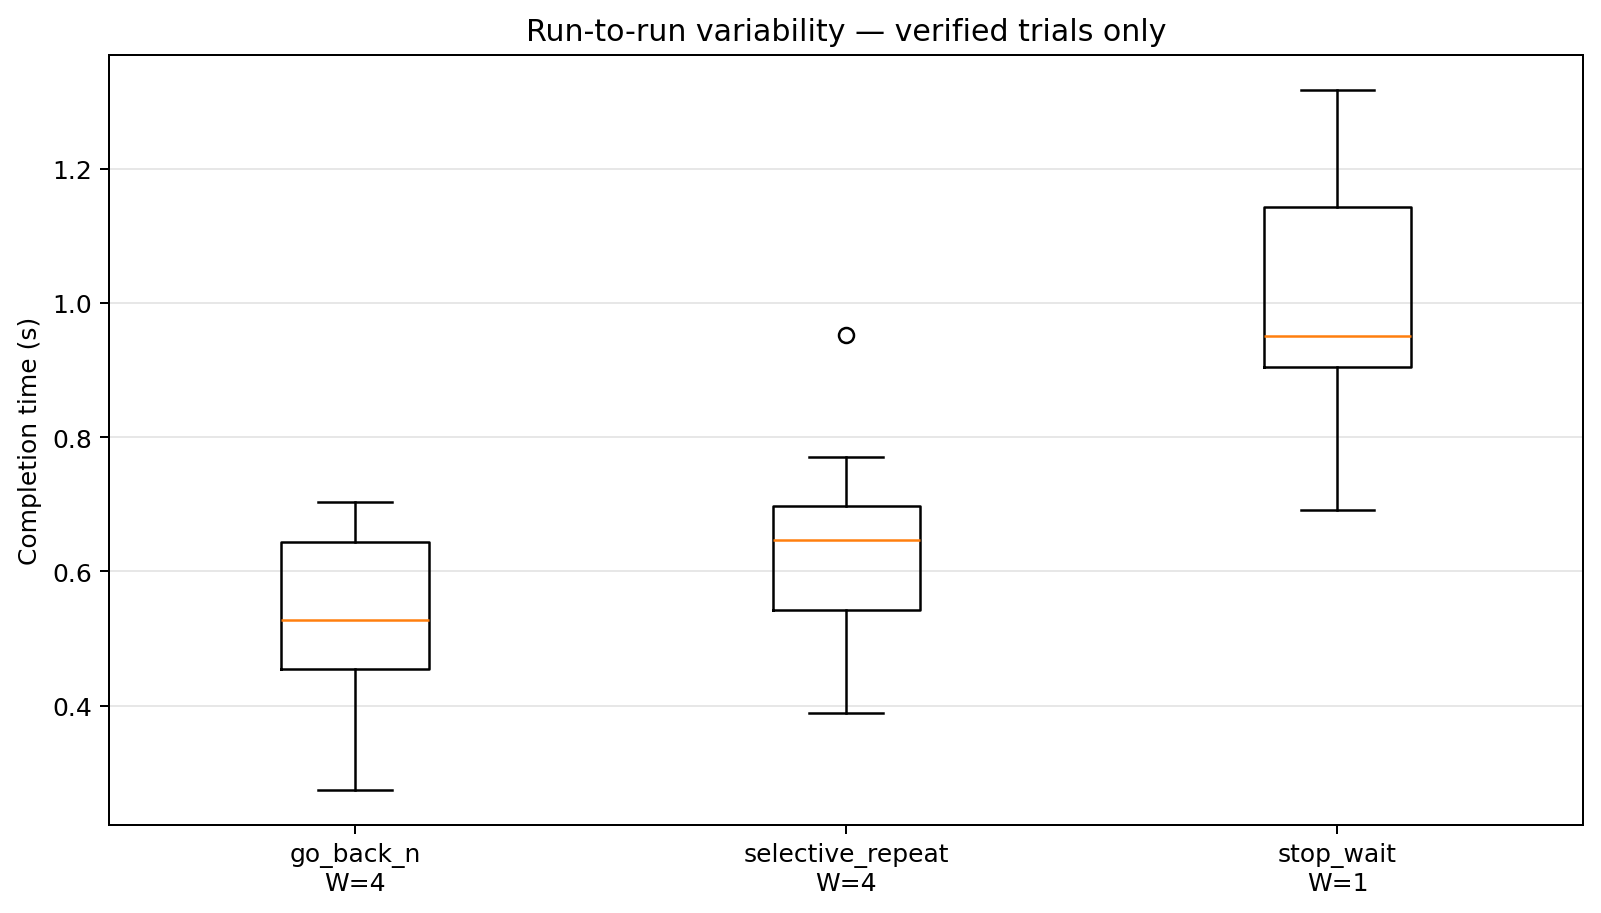 Run-to-run variability — verified trials only
Completion time (s)
1.2
1.0
0.8
0.6
0.4
go_back_n
W=4
selective_repeat
W=4
stop_wait
W=1